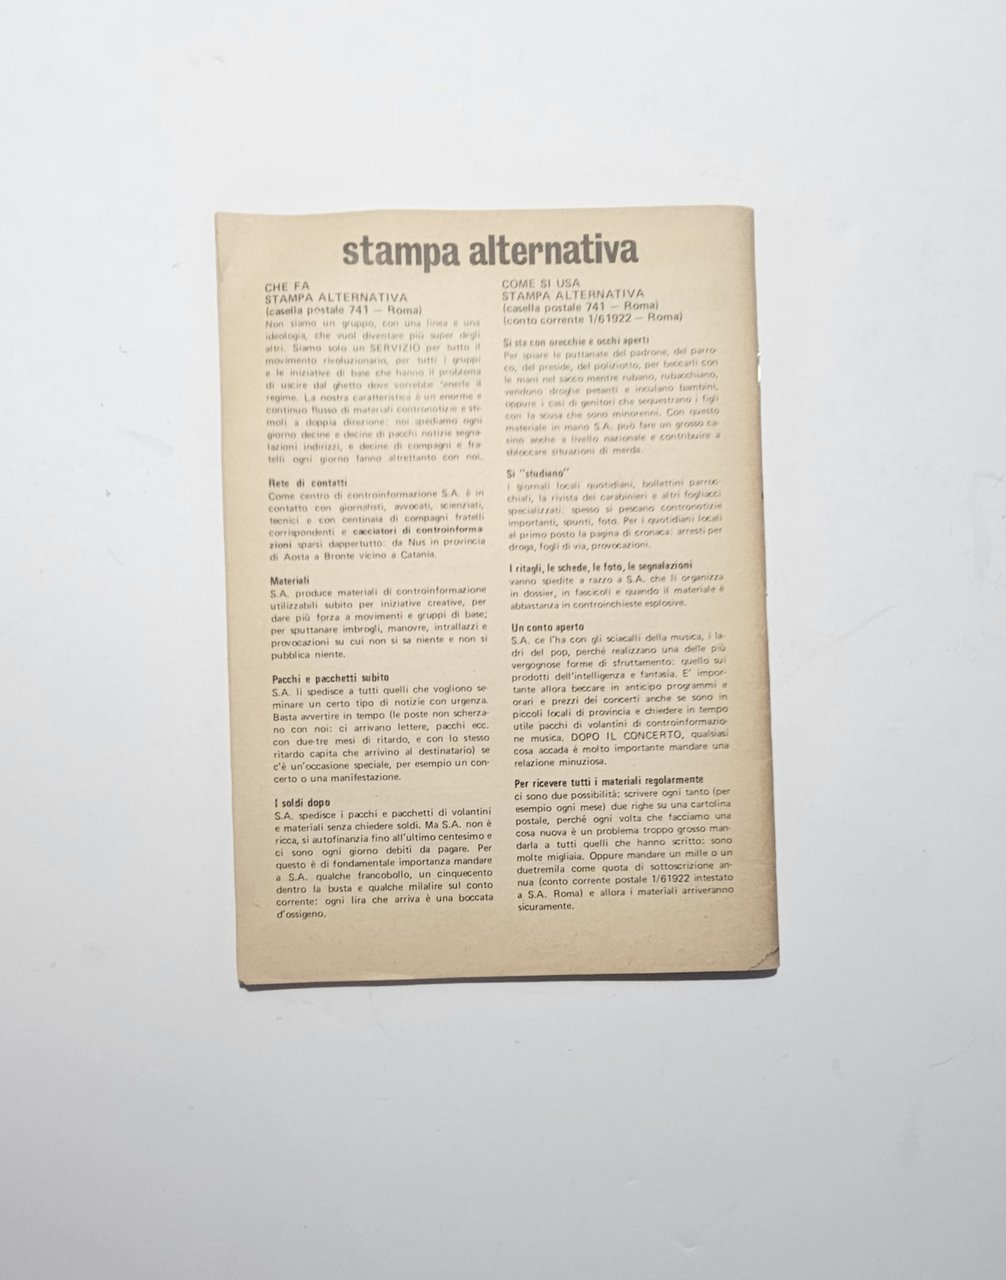 stampa alternativa
CHE FA
STAMPA ALTERNATIVA
(casella postale 741 — Roma)
Non siamo un gruppo, con una linea e una
ideologia, che vuol diventare più super degli
altri. Siamo solo un SERVIZIO per tutto il
movimento rivoluzionario, per tutti i gruppi
e le iniziative di base che hanno il problema
di uscire dal ghetto dove vorrebbe tenerle il
regime. La nostra caratteristica è un enorme e
continuo flusso di materiali contronotizie e sti-
moli a doppia direzione: noi spediamo ogni
giorno decine e decine di pacchi notizie segna-
lazioni indirizzi, e decine di compagni e fra-
telli ogni giorno fanno altrettanto con noi.
Rete di contatti
Come centro di controinformazione S.A. è in
contatto con giornalisti, avvocati, scienziati,
tecnici e con centinaia di compagni fratelli
corrispondenti e cacciatori di controinforma-
zioni sparsi dappertutto: da Nus in provincia
di Aosta a Bronte vicino a Catania.
Materiali
S.A. produce materiali di controinformazione
utilizzabili subito per iniziative creative, per
dare più forza a movimenti e gruppi di base;
per sputtanare imbrogli, manovre, intrallazzi e
provocazioni su cui non si sa niente e non si
pubblica niente.
Pacchi e pacchetti subito
S.A. li spedisce a tutti quelli che vogliono se-
minare un certo tipo di notizie con urgenza.
Basta avvertire in tempo (le poste non scherza-
no con noi: ci arrivano lettere, pacchi ecc.
con due-tre mesi di ritardo, e con lo stesso
ritardo capita che arrivino al destinatario) se
c'è un'occasione speciale, per esempio un con-
certo o una manifestazione.
I soldi dopo
S.A. spedisce i pacchi e pacchetti di volantini
e materiali senza chiedere soldi. Ma S.A. non è
ricca, si autofinanzia fino all'ultimo centesimo e
ci sono ogni giorno debiti da pagare. Per
questo è di fondamentale importanza mandare
a S.A. qualche francobollo, un cinquecento
dentro la busta e qualche milalire sul conto
corrente: ogni lira che arriva è una boccata
d'ossigeno.
COME SI USA
STAMPA ALTERNATIVA
(casella postale 741 — Roma)
(conto corrente 1/61922 — Roma)
Si sta con orecchie e occhi aperti
Per spiare le puttanate del padrone, del parro-
co, del preside, del poliziotto, per beccarli con
le mani nel sacco mentre rubano, rubacchiano,
vendono droghe pesanti e inculano bambini,
oppure i casi di genitori che sequestrano i figli
con la scusa che sono minorenni. Con questo
materiale in mano S.A. può fare un grosso ca-
sino anche a livello nazionale e contribuire a
sbloccare situazioni di merda.
Si "studiano"
i giornali locali quotidiani, bollettini parroc-
chiali, la rivista dei carabinieri e altri fogliacci
specializzati: spesso si pescano contronotizie
importanti, spunti, foto. Per i quotidiani locali
al primo posto la pagina di cronaca: arresti per
droga, fogli di via, provocazioni.
I ritagli, le schede, le foto, le segnalazioni
vanno spedite a razzo a S.A. che li organizza
in dossier, in fascicoli e quando il materiale è
abbastanza in controinchieste esplosive.
Un conto aperto
S.A. ce l'ha con gli sciacalli della musica, i la-
dri del pop, perché realizzano una delle più
vergognose forme di sfruttamento: quello sui
prodotti dell'intelligenza e fantasia. E' impor-
tante allora beccare in anticipo programmi e
orari e prezzi dei concerti anche se sono in
piccoli locali di provincia e chiedere in tempo
utile pacchi di volantini di controinformazio-
ne musica. DOPO IL CONCERTO, qualsiasi
cosa accada è molto importante mandare una
relazione minuziosa.
Per ricevere tutti i materiali regolarmente
ci sono due possibilità: scrivere ogni tanto (per
esempio ogni mese) due righe su una cartolina
postale, perché ogni volta che facciamo una
cosa nuova è un problema troppo grosso man-
darla a tutti quelli che hanno scritto: sono
molte migliaia. Oppure mandare un mille o un
duetremila come quota di sottoscrizione an-
nua (conto corrente postale 1/61922 intestato
a S.A. Roma) e allora i materiali arriveranno
sicuramente.